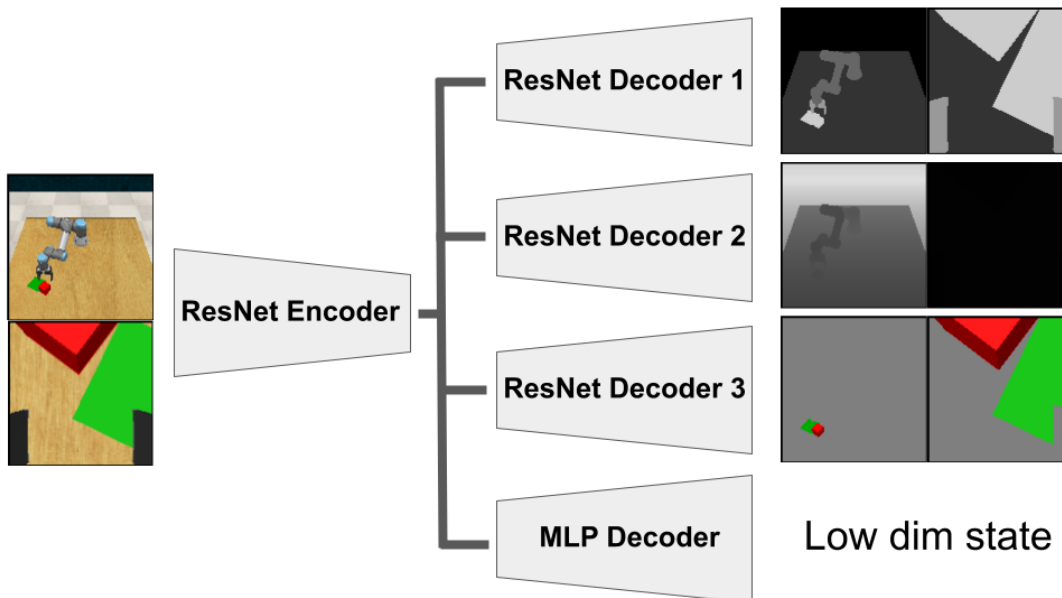 ResNet Decoder 1
ResNet Decoder 2
ResNet Encoder
ResNet Decoder 3
MLP Decoder
Low dim state